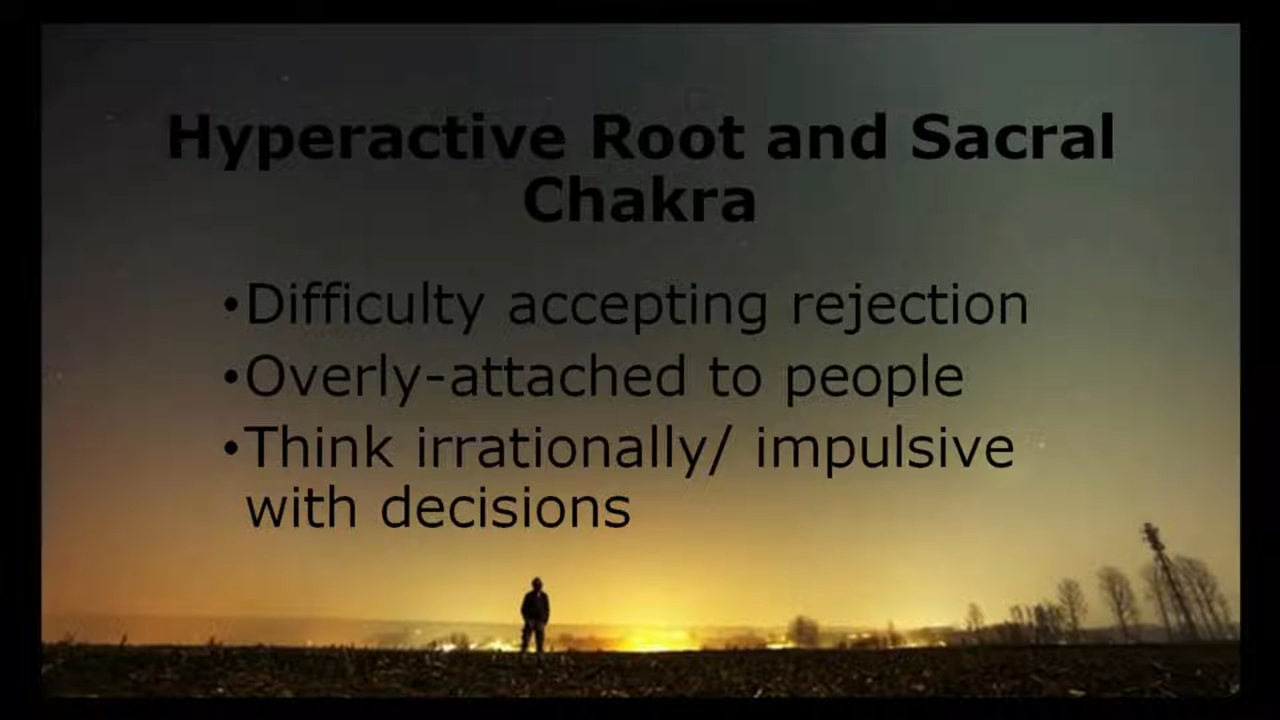 Hyperactive Root and Sacral
Chakra
•Difficulty accepting rejection
•Overly-attached to people
•Think irrationally/ impulsive
with decisions